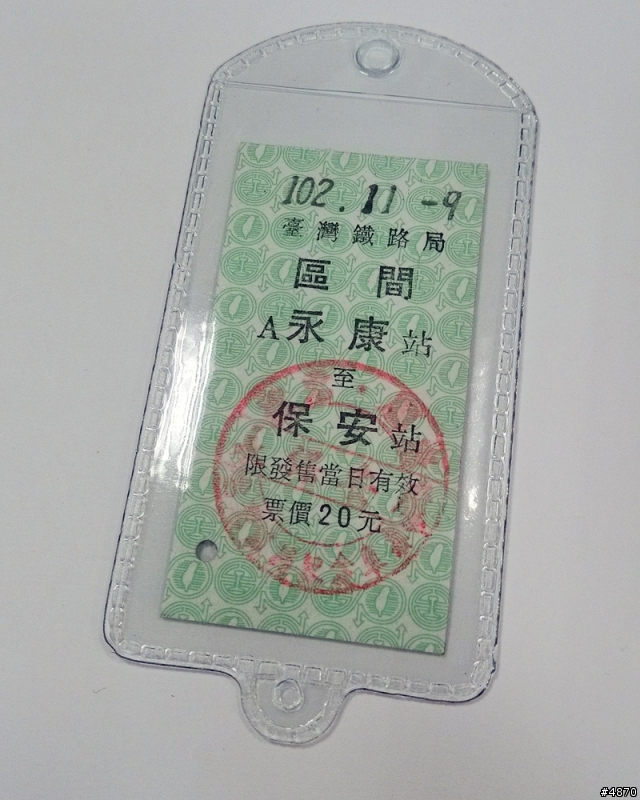 102.11-9
臺灣鐵路局
區間
A永康站
至
保安站
限發售當日有效
票價20元
#4870